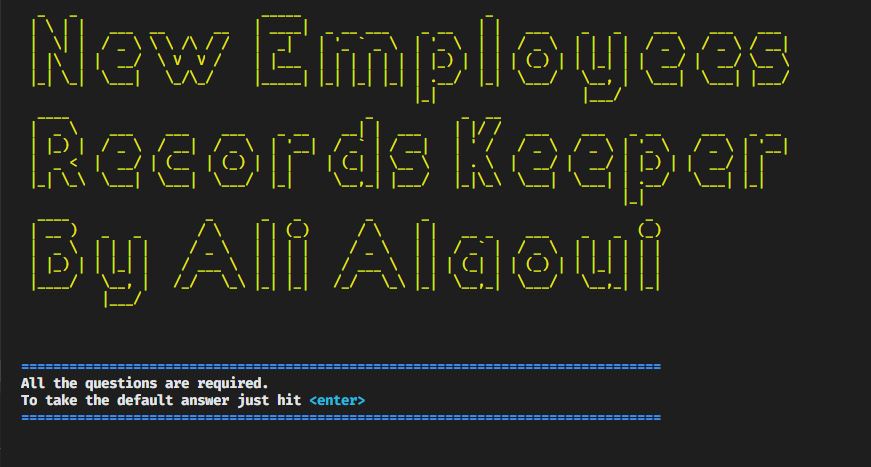 New Employees
Records Keeper
By Ali Alaoui
================================================================================
All the questions are required.
To take the default answer just hit <enter>
================================================================================